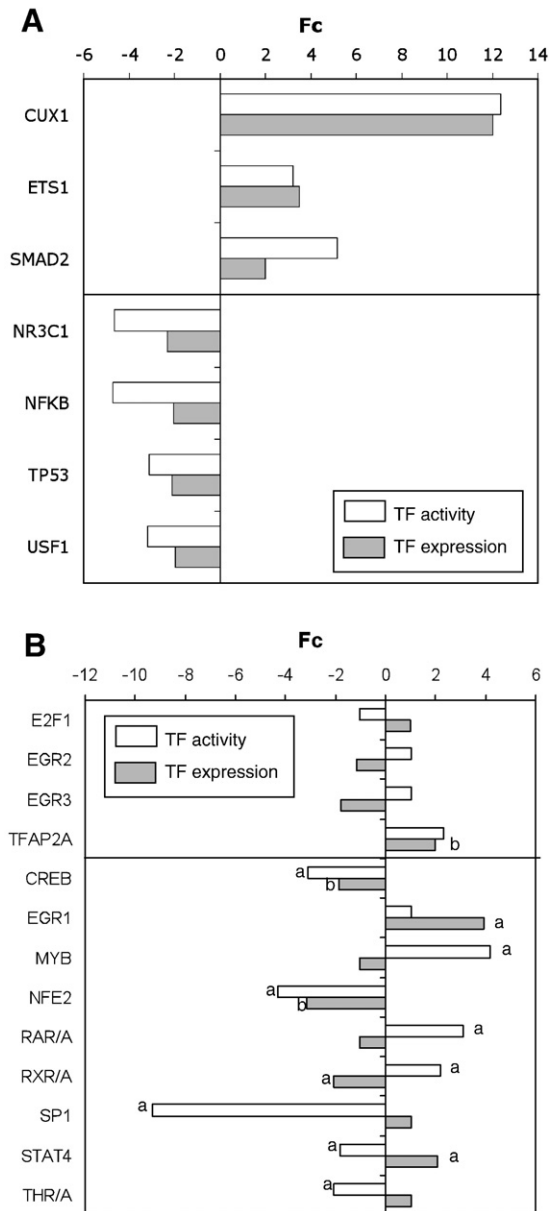 A
Fc
-6 -4 -2 0 2 4 6 8 10 12 14
CUX1
ETS1
SMAD2
NR3C1
NFKB
TP53
USF1
TF activity
TF expression
B
Fc
-12 -10 -8 -6 -4 -2 0 2 4 6
E2F1
EGR2
EGR3
TFAP2A b
TF activity
TF expression
CREB a b
EGR1 a
MYB a
NFE2 a b
RAR/A a
RXR/A a a
SP1 a
STAT4 a a
THR/A a